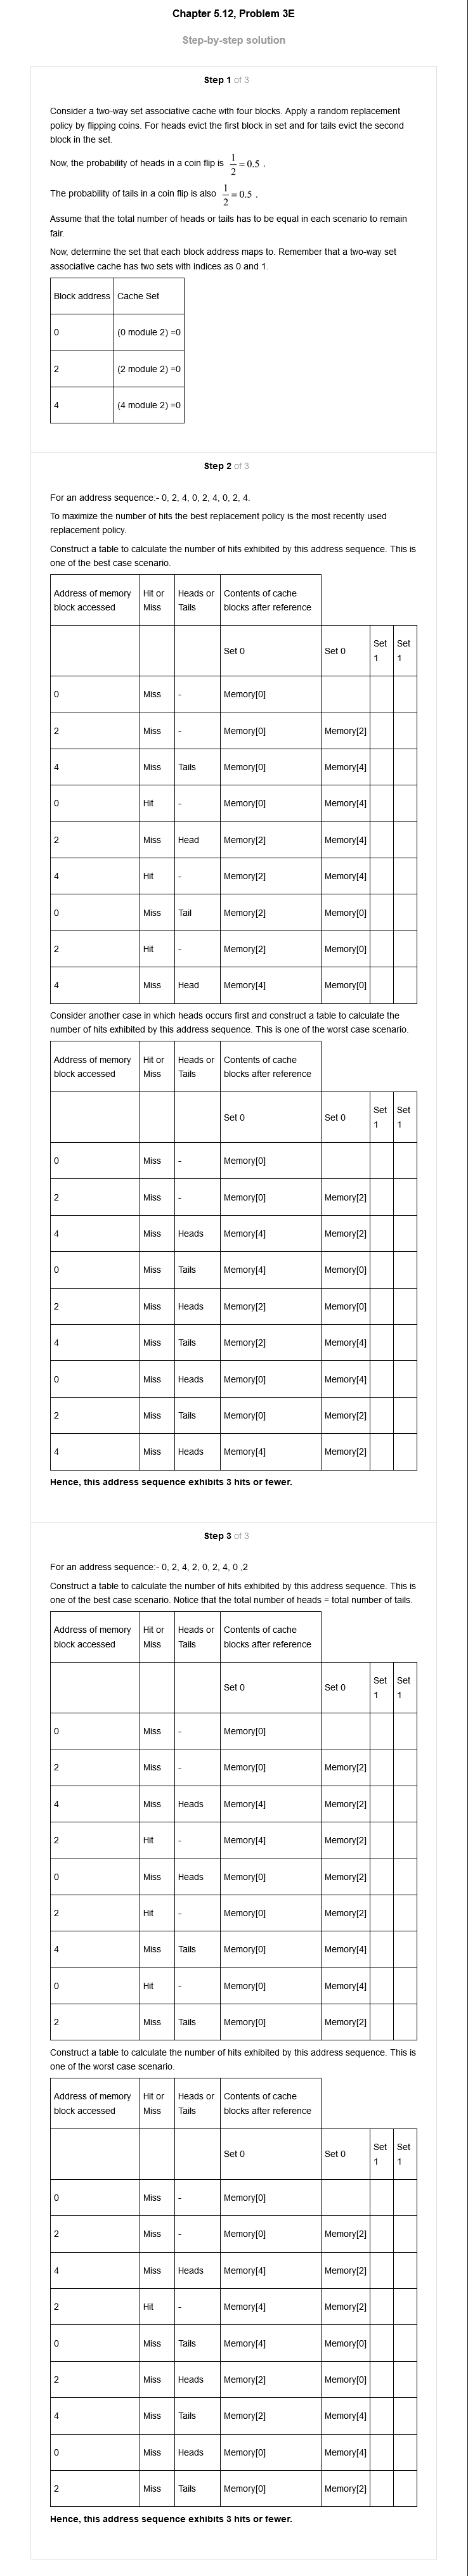 Chapter 5.12, Problem 3E
Step-by-step solution
Step 1 of 3
Consider a two-way set associative cache with four blocks. Apply a random replacement
policy by flipping coins. For heads evict the first block in set and for tails evict the second
block in the set.
Now, the probability of heads in a coin flip is 1/2 = 0.5 .
The probability of tails in a coin flip is also 1/2 = 0.5 .
Assume that the total number of heads or tails has to be equal in each scenario to remain
fair.
Now, determine the set that each block address maps to. Remember that a two-way set
associative cache has two sets with indices as 0 and 1.
Block address Cache Set
0 (0 module 2) =0
2 (2 module 2) =0
4 (4 module 2) =0
Step 2 of 3
For an address sequence:- 0, 2, 4, 0, 2, 4, 0, 2, 4.
To maximize the number of hits the best replacement policy is the most recently used
replacement policy.
Construct a table to calculate the number of hits exhibited by this address sequence. This is
one of the best case scenario.
Address of memory Hit or Heads or Contents of cache
block accessed Miss Tails blocks after reference
Set 0 Set 0 Set 1 Set 1
0 Miss - Memory[0]
2 Miss - Memory[0] Memory[2]
4 Miss Tails Memory[0] Memory[4]
0 Hit - Memory[0] Memory[4]
2 Miss Head Memory[2] Memory[4]
4 Hit - Memory[2] Memory[4]
0 Miss Tail Memory[2] Memory[0]
2 Hit - Memory[2] Memory[0]
4 Miss Head Memory[4] Memory[0]
Consider another case in which heads occurs first and construct a table to calculate the
number of hits exhibited by this address sequence. This is one of the worst case scenario.
Address of memory Hit or Heads or Contents of cache
block accessed Miss Tails blocks after reference
Set 0 Set 0 Set 1 Set 1
0 Miss - Memory[0]
2 Miss - Memory[0] Memory[2]
4 Miss Heads Memory[4] Memory[2]
0 Miss Tails Memory[4] Memory[0]
2 Miss Heads Memory[2] Memory[0]
4 Miss Tails Memory[2] Memory[4]
0 Miss Heads Memory[0] Memory[4]
2 Miss Tails Memory[0] Memory[2]
4 Miss Heads Memory[4] Memory[2]
Hence, this address sequence exhibits 3 hits or fewer.
Step 3 of 3
For an address sequence:- 0, 2, 4, 2, 0, 2, 4, 0 ,2
Construct a table to calculate the number of hits exhibited by this address sequence. This is
one of the best case scenario. Notice that the total number of heads = total number of tails.
Address of memory Hit or Heads or Contents of cache
block accessed Miss Tails blocks after reference
Set 0 Set 0 Set 1 Set 1
0 Miss - Memory[0]
2 Miss - Memory[0] Memory[2]
4 Miss Heads Memory[4] Memory[2]
2 Hit - Memory[4] Memory[2]
0 Miss Heads Memory[0] Memory[2]
2 Hit - Memory[0] Memory[2]
4 Miss Tails Memory[0] Memory[4]
0 Hit - Memory[0] Memory[4]
2 Miss Tails Memory[0] Memory[2]
Construct a table to calculate the number of hits exhibited by this address sequence. This is
one of the worst case scenario.
Address of memory Hit or Heads or Contents of cache
block accessed Miss Tails blocks after reference
Set 0 Set 0 Set 1 Set 1
0 Miss - Memory[0]
2 Miss - Memory[0] Memory[2]
4 Miss Heads Memory[4] Memory[2]
2 Hit - Memory[4] Memory[2]
0 Miss Tails Memory[4] Memory[0]
2 Miss Heads Memory[2] Memory[0]
4 Miss Tails Memory[2] Memory[4]
0 Miss Heads Memory[0] Memory[4]
2 Miss Tails Memory[0] Memory[2]
Hence, this address sequence exhibits 3 hits or fewer.